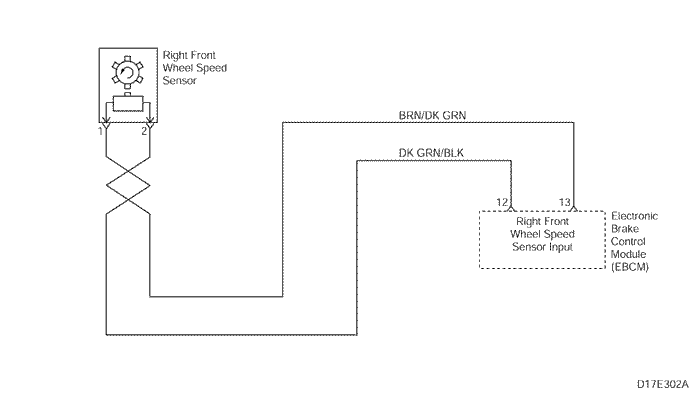 Right Front
Wheel Speed
Sensor
1
2
BRN/DK GRN
DK GRN/BLK
12
13
Right Front
Wheel Speed
Sensor Input
Electronic
Brake
Control
Module
(EBCM)
D17E302A